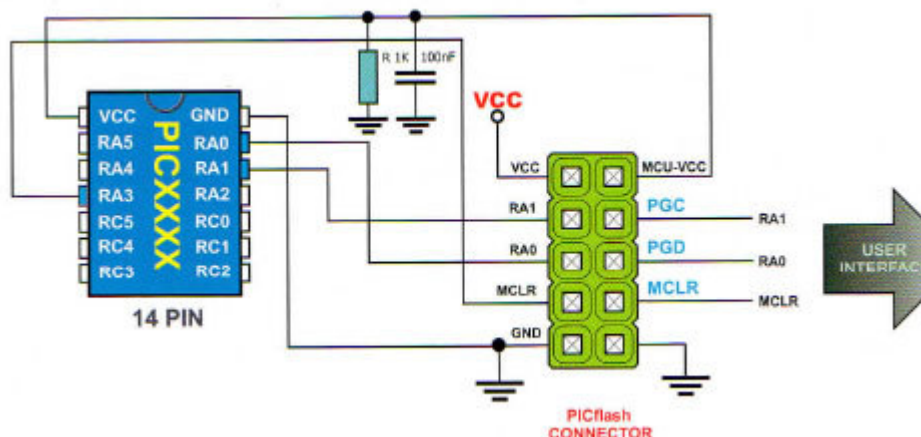 R 1K 100nF
VCC
VCC GND
RA5 RA0
RA4 RA1
RA3 RA2
RC5 RC0
RC4 RC1
RC3 RC2
PICXXXX
14 PIN
VCC MCU-VCC
RA1 PGC RA1
RA0 PGD RA0
MCLR MCLR MCLR
GND
USER
INTERFACE
PICflash
CONNECTOR